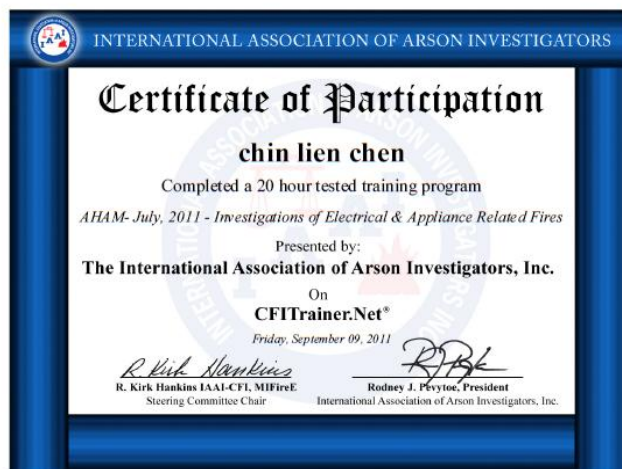 INTERNATIONAL ASSOCIATION OF ARSON INVESTIGATORS
Certificate of Participation
chin lien chen
Completed a 20 hour tested training program
AHAM- July, 2011 - Investigations of Electrical & Appliance Related Fires
Presented by:
The International Association of Arson Investigators, Inc.
On
CFITrainer.Net®
Friday, September 09, 2011
R. Kirk Hankins
R. Kirk Hankins IAAI-CFI, MIFireE
Steering Committee Chair
Rodney J. Pevytoe, President
International Association of Arson Investigators, Inc.